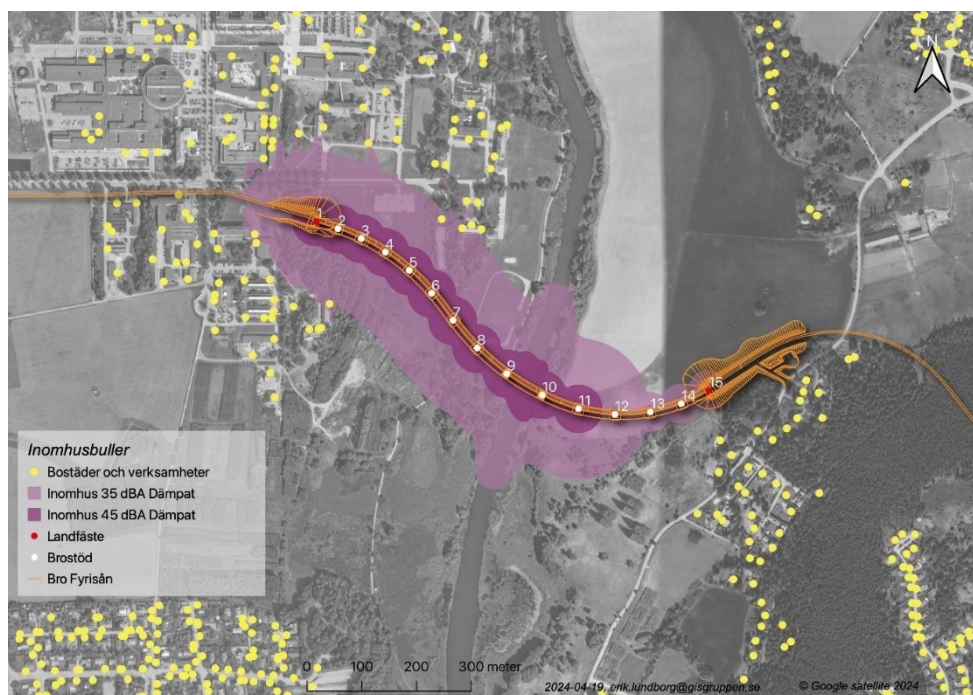 N
1
2
3
4
5
6
7
8
9
10
11
12
13
14
15
Inomhusbuller
Bostäder och verksamheter
Inomhus 35 dBA Dämpat
Inomhus 45 dBA Dämpat
Landfäste
Brostöd
Bro Fyrisån
0 100 200 300 meter
2024-04-19, erik.lundborg@gisgruppen.se © Google satellite 2024